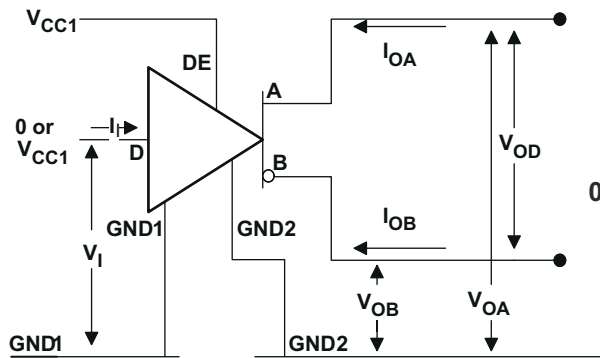 VCC1
DE
IOA
A
0 or
VCC1
II
D
B
VOD
0
GND1
GND2
IOB
VI
VOB
VOA
GND1
GND2